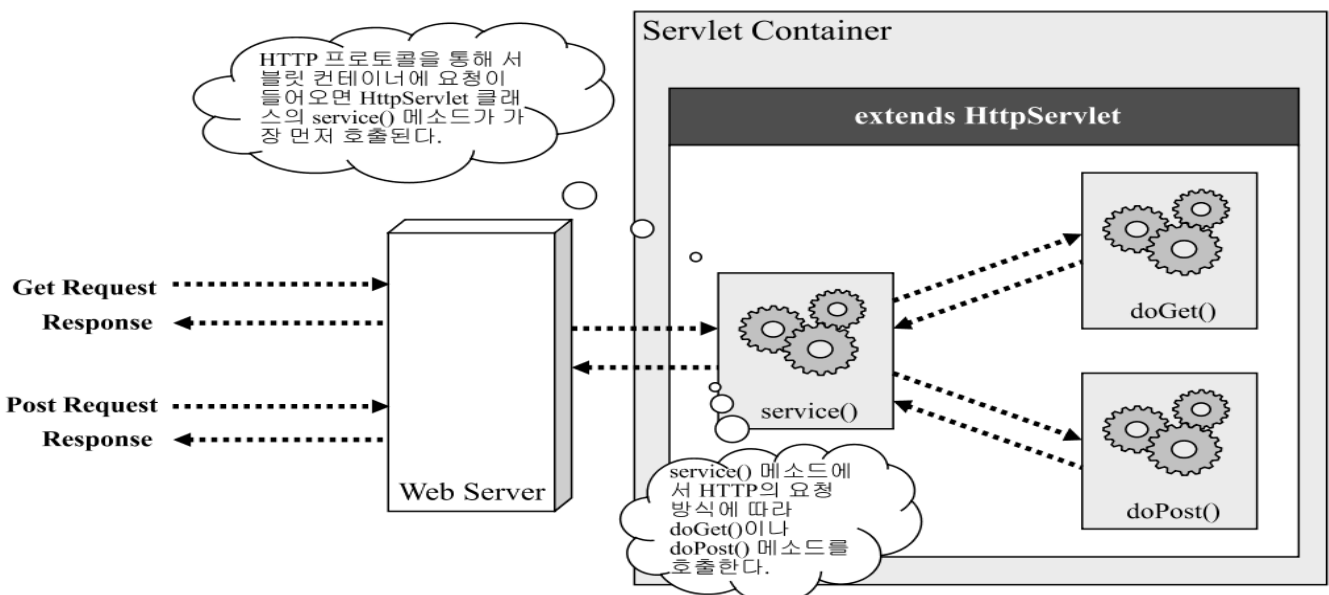 Servlet Container
HTTP 프로토콜을 통해 서
블릿 컨테이너에 요청이
들어오면 HttpServlet 클래
스의 service() 메소드가 가
장 먼저 호출된다.
extends HttpServlet
Get Request
Response
Post Request
Response
Web Server
service()
doGet()
doPost()
service() 메소드에
서 HTTP의 요청
방식에 따라
doGet()이나
doPost() 메소드를
호출한다.